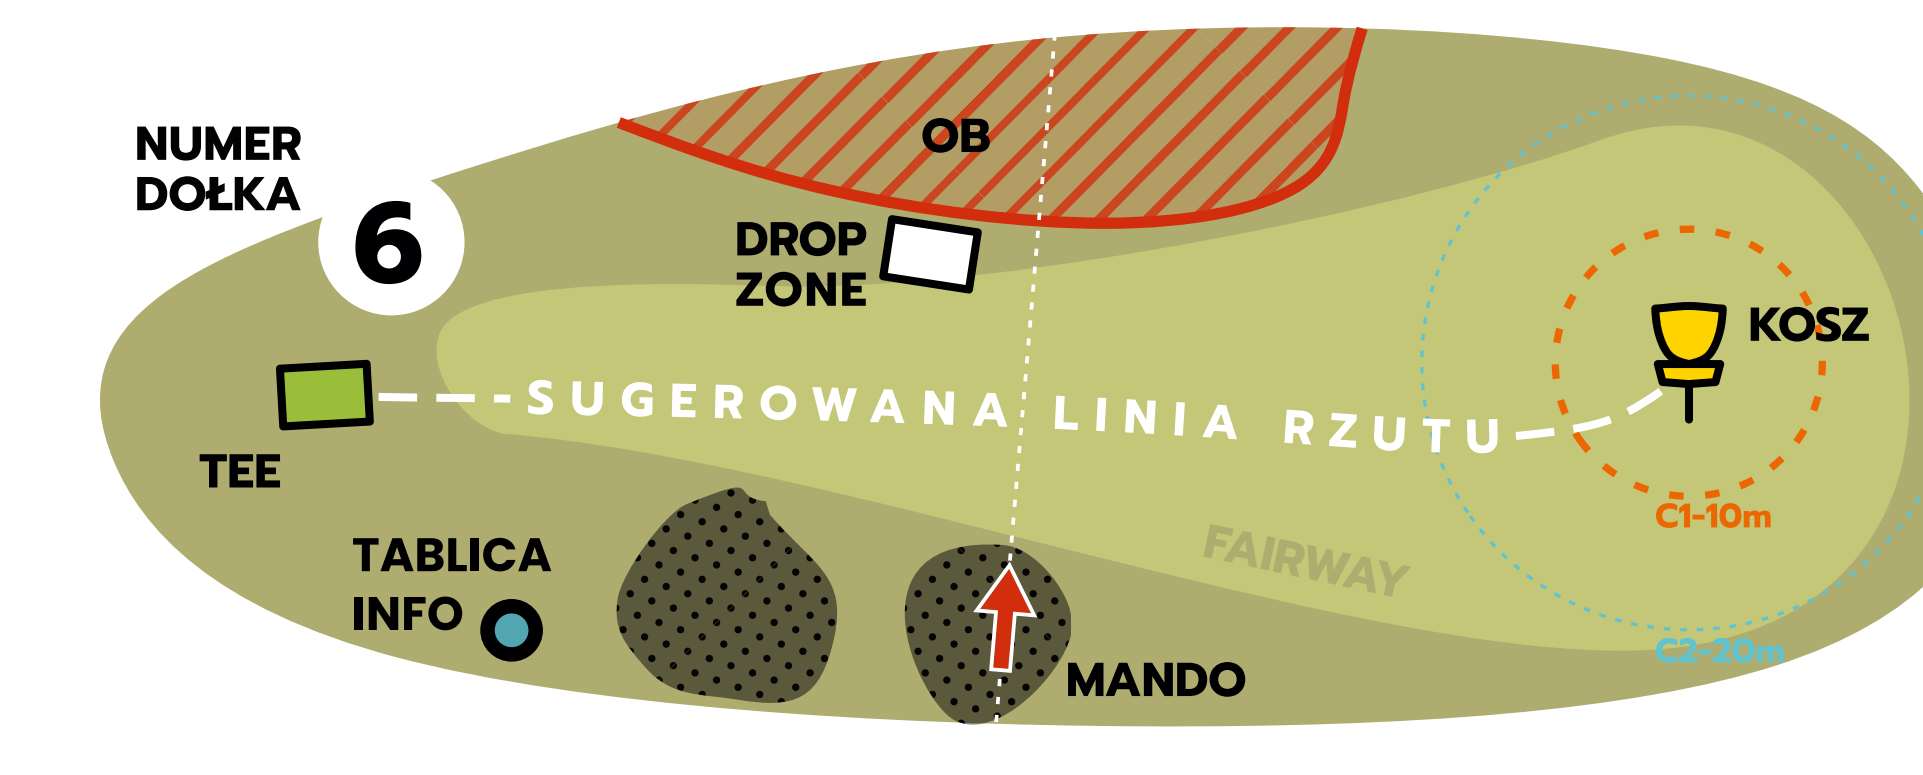 NUMER
DOŁKA
6
OB
DROP
ZONE
KOSZ
SUGEROWANA LINIA RZUTU
TEE
C1-10m
FAIRWAY
TABLICA
INFO
C2-20m
MANDO